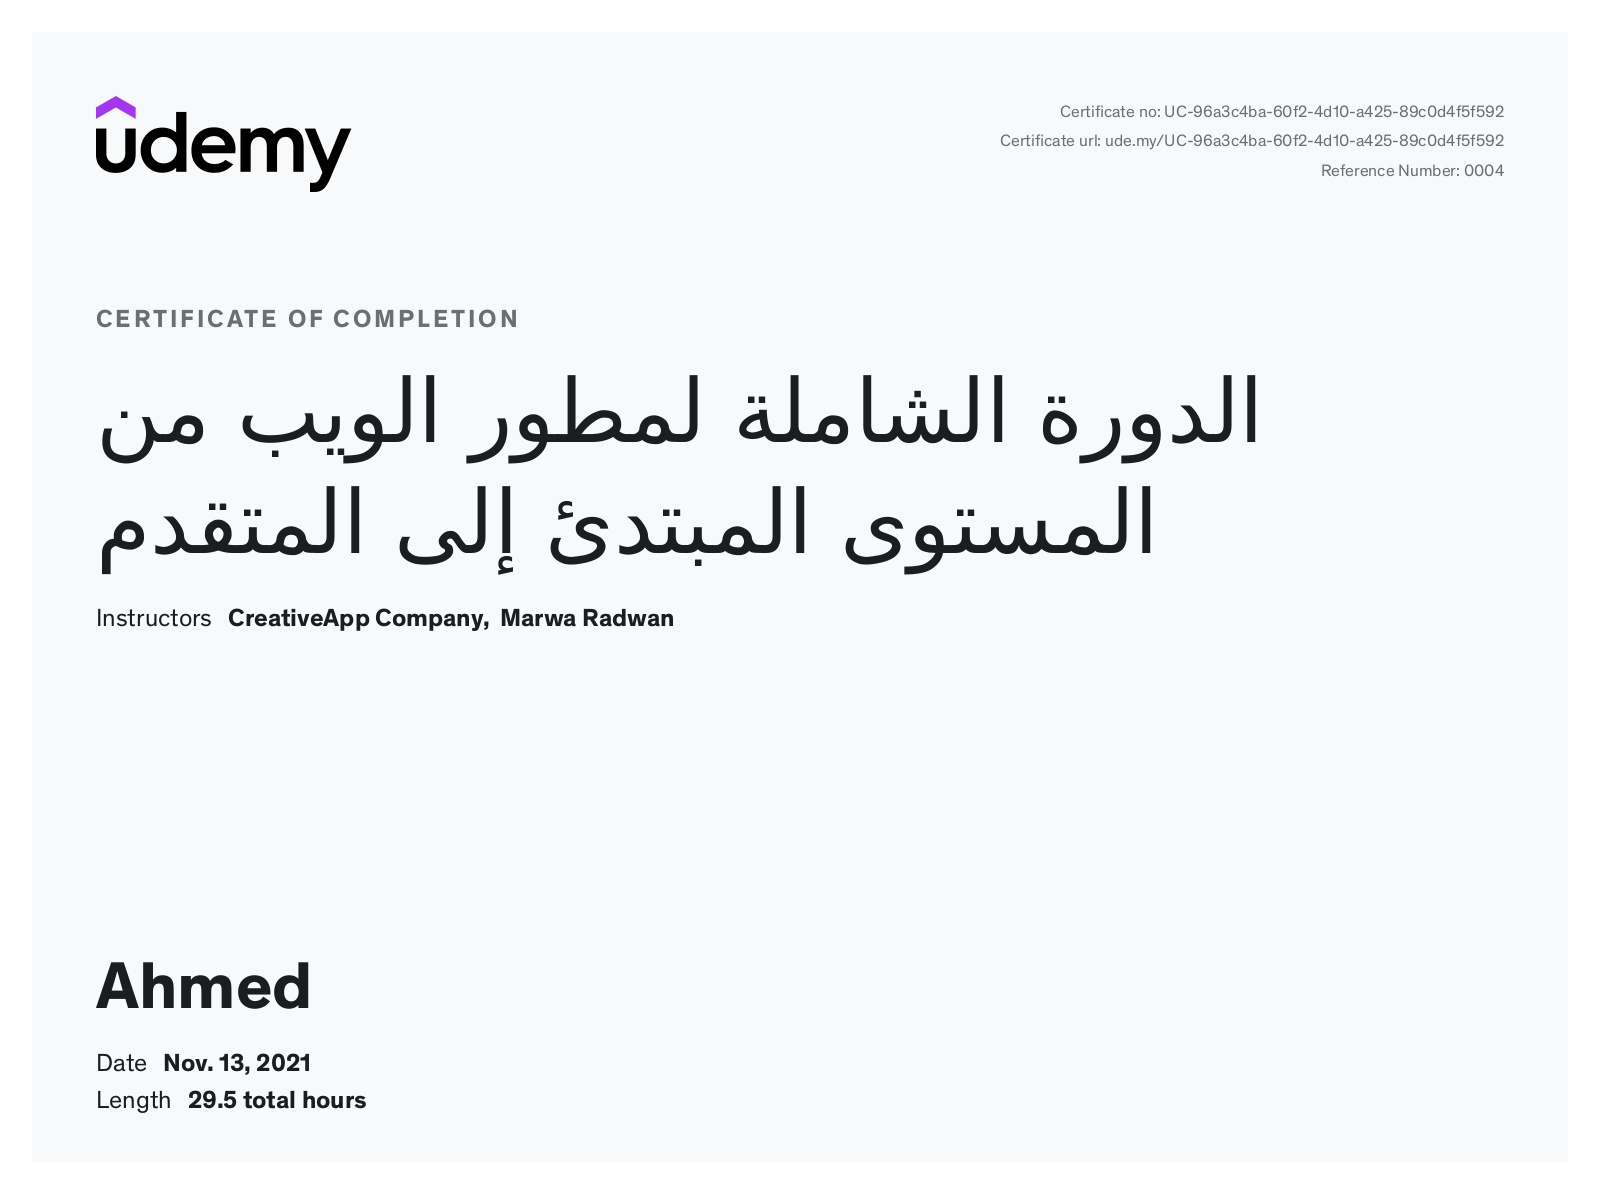 udemy
Certificate no: UC-96a3c4ba-60f2-4d10-a425-89c0d4f5f592
Certificate url: ude.my/UC-96a3c4ba-60f2-4d10-a425-89c0d4f5f592
Reference Number: 0004
CERTIFICATE OF COMPLETION
الدورة الشاملة لمطور الويب من
المستوى المبتدئ إلى المتقدم
Instructors CreativeApp Company, Marwa Radwan
Ahmed
Date Nov. 13, 2021
Length 29.5 total hours